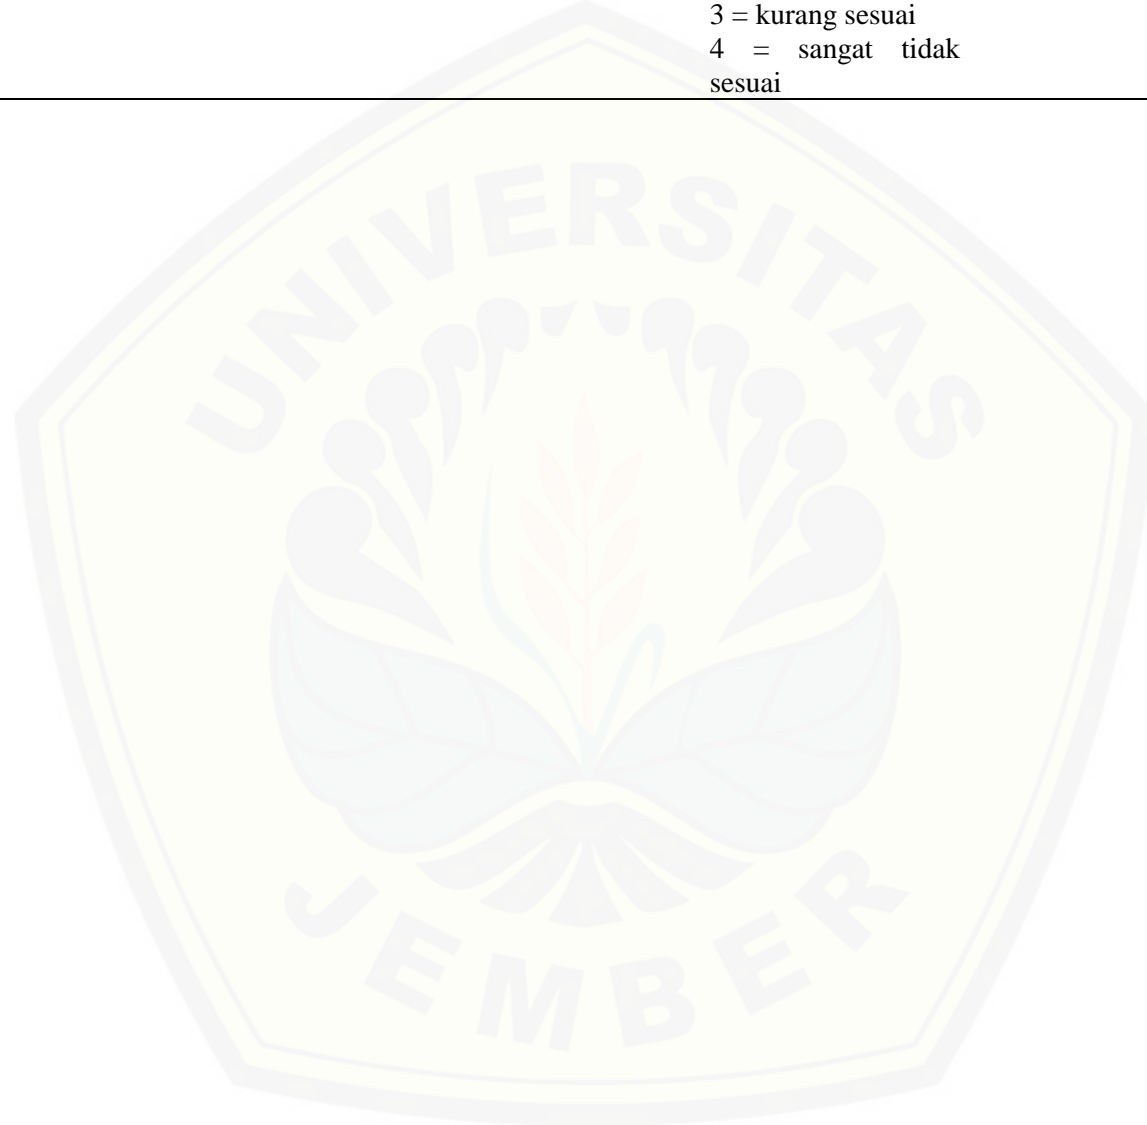 3 = kurang sesuai
4 = sangat tidak
sesuai
UNIVERSITAS
JEMBER